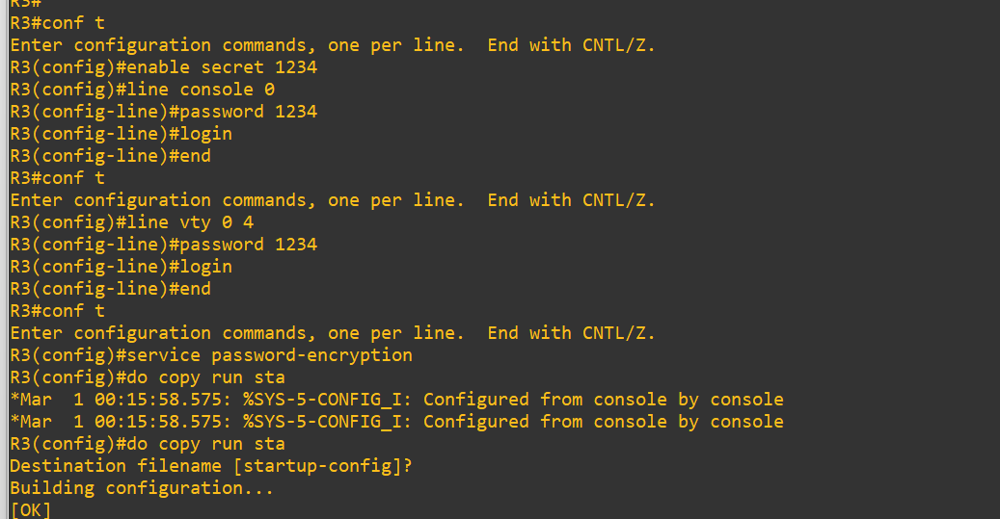 R3#
R3#conf t
Enter configuration commands, one per line.  End with CNTL/Z.
R3(config)#enable secret 1234
R3(config)#line console 0
R3(config-line)#password 1234
R3(config-line)#login
R3(config-line)#end
R3#conf t
Enter configuration commands, one per line.  End with CNTL/Z.
R3(config)#line vty 0 4
R3(config-line)#password 1234
R3(config-line)#login
R3(config-line)#end
R3#conf t
Enter configuration commands, one per line.  End with CNTL/Z.
R3(config)#service password-encryption
R3(config)#do copy run sta
*Mar  1 00:15:58.575: %SYS-5-CONFIG_I: Configured from console by console
*Mar  1 00:15:58.575: %SYS-5-CONFIG_I: Configured from console by console
R3(config)#do copy run sta
Destination filename [startup-config]?
Building configuration...
[OK]